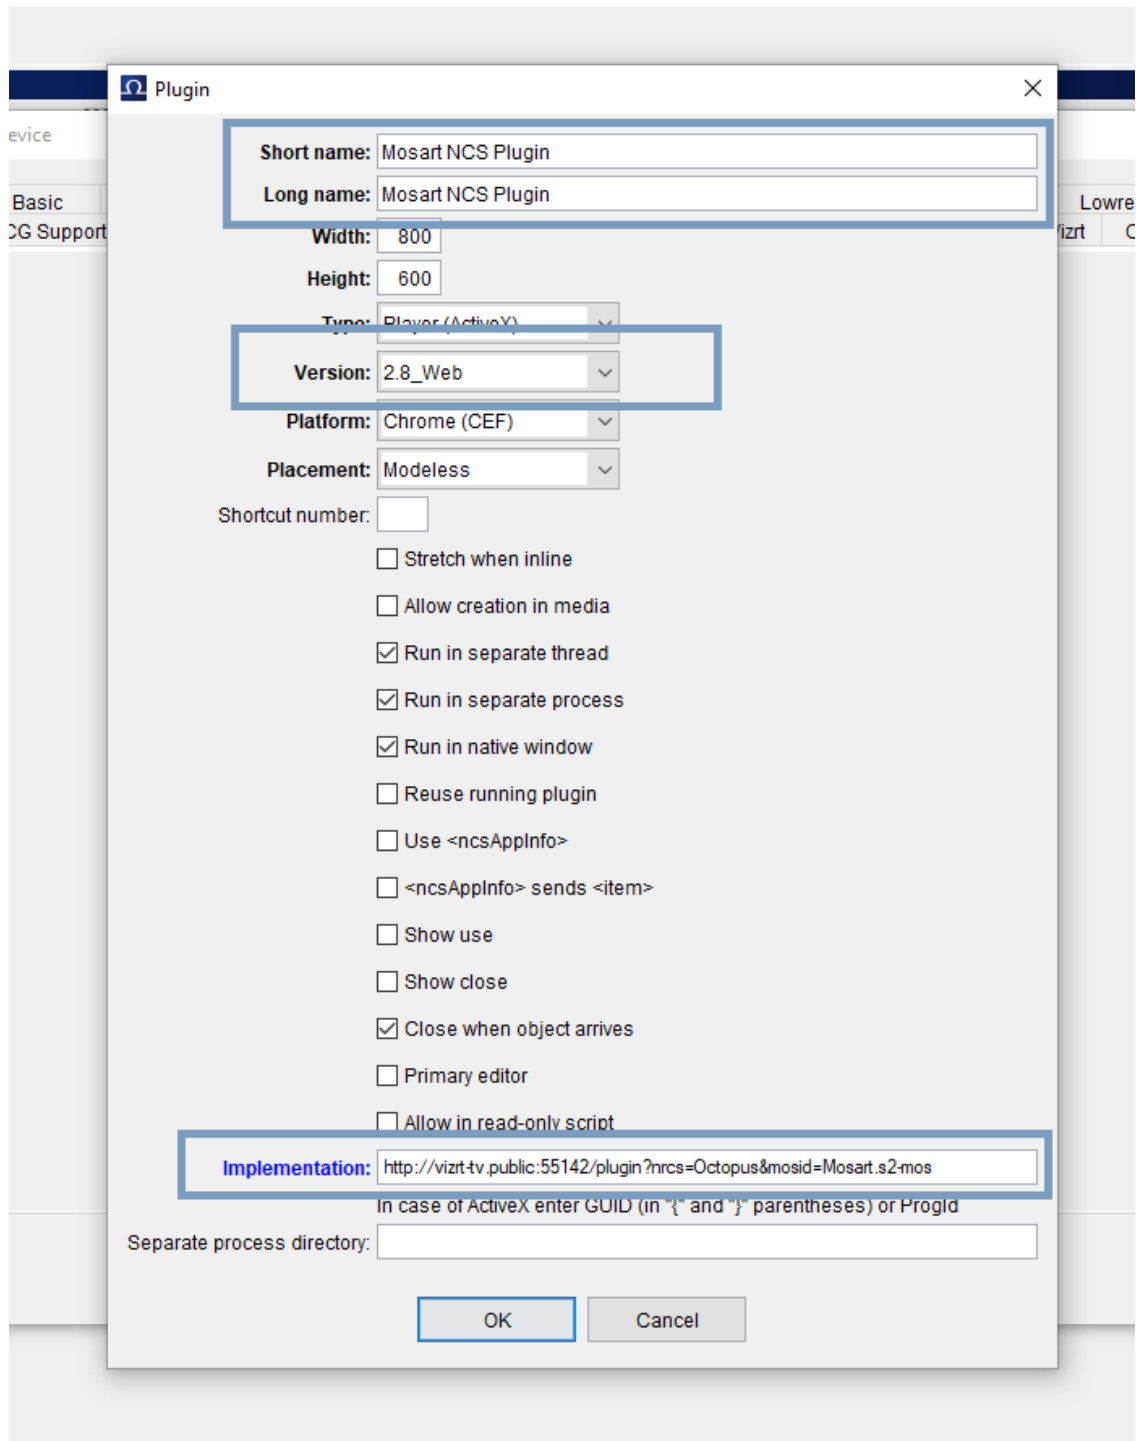 Plugin
evice
Short name: Mosart NCS Plugin
Long name: Mosart NCS Plugin
Basic
Lowre
CG Support
Vizrt
Width: 800
Height: 600
Type: Player (ActiveX)
Version: 2.8_Web
Platform: Chrome (CEF)
Placement: Modeless
Shortcut number:
Stretch when inline
Allow creation in media
Run in separate thread
Run in separate process
Run in native window
Reuse running plugin
Use <ncsAppInfo>
<ncsAppInfo> sends <item>
Show use
Show close
Close when object arrives
Primary editor
Allow in read-only script
Implementation: http://vizrt-tv.public:55142/plugin?nrcs=Octopus&mosid=Mosart.s2-mos
In case of ActiveX enter GUID (in "{" and "}" parentheses) or ProgId
Separate process directory:
OK Cancel